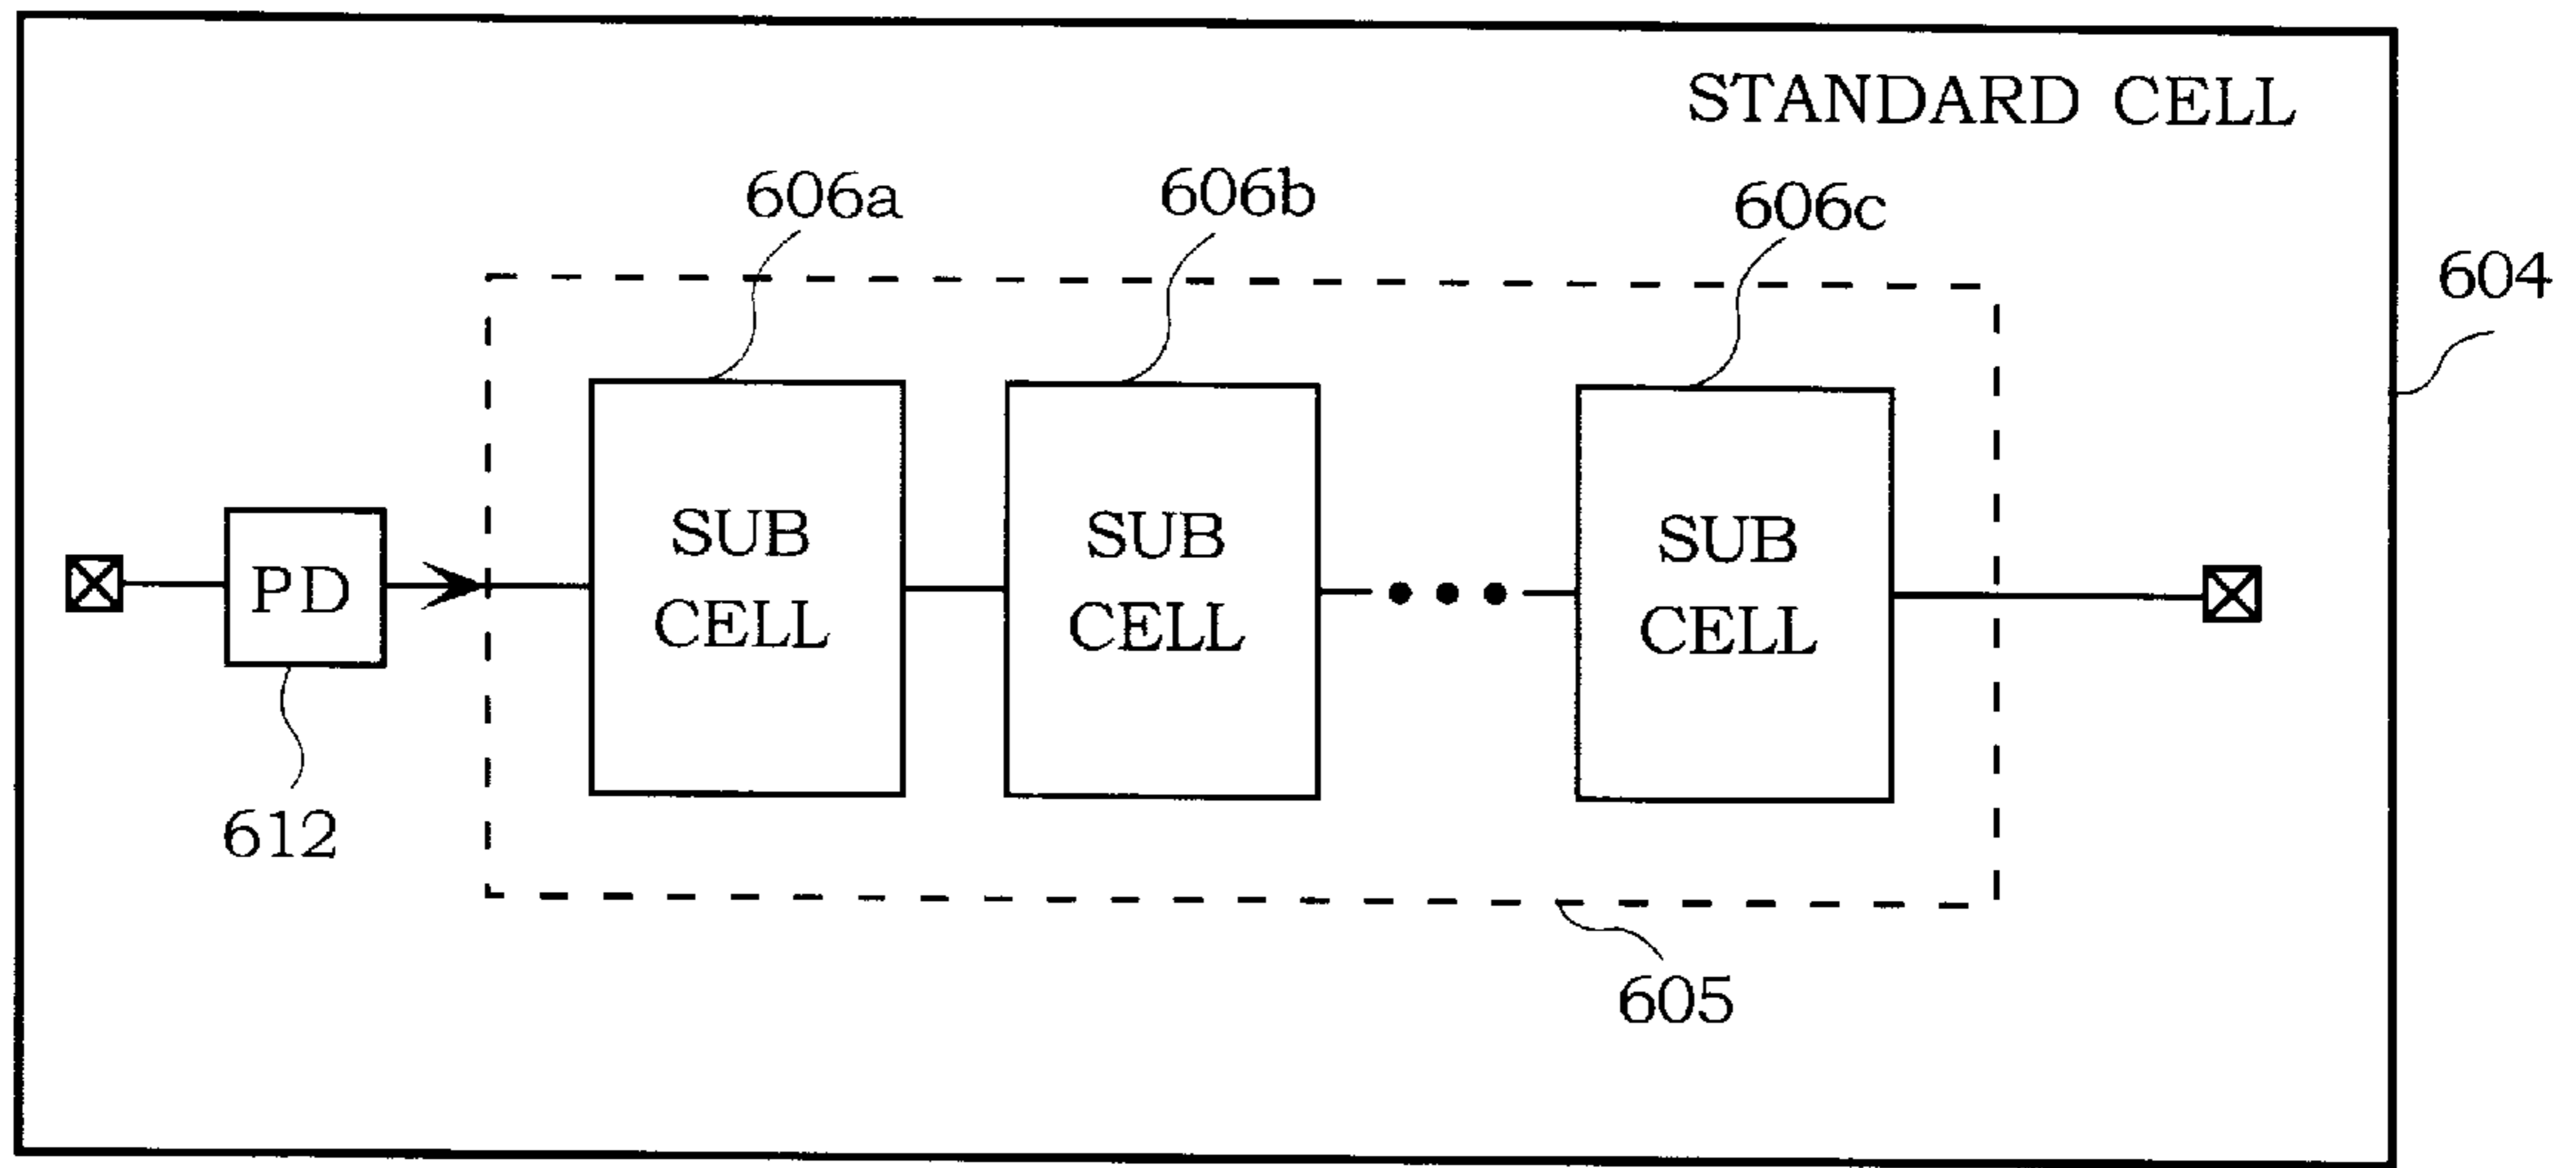 STANDARD CELL
606a
606b
606c
604
SUB
CELL
SUB
CELL
SUB
CELL
PD
612
605